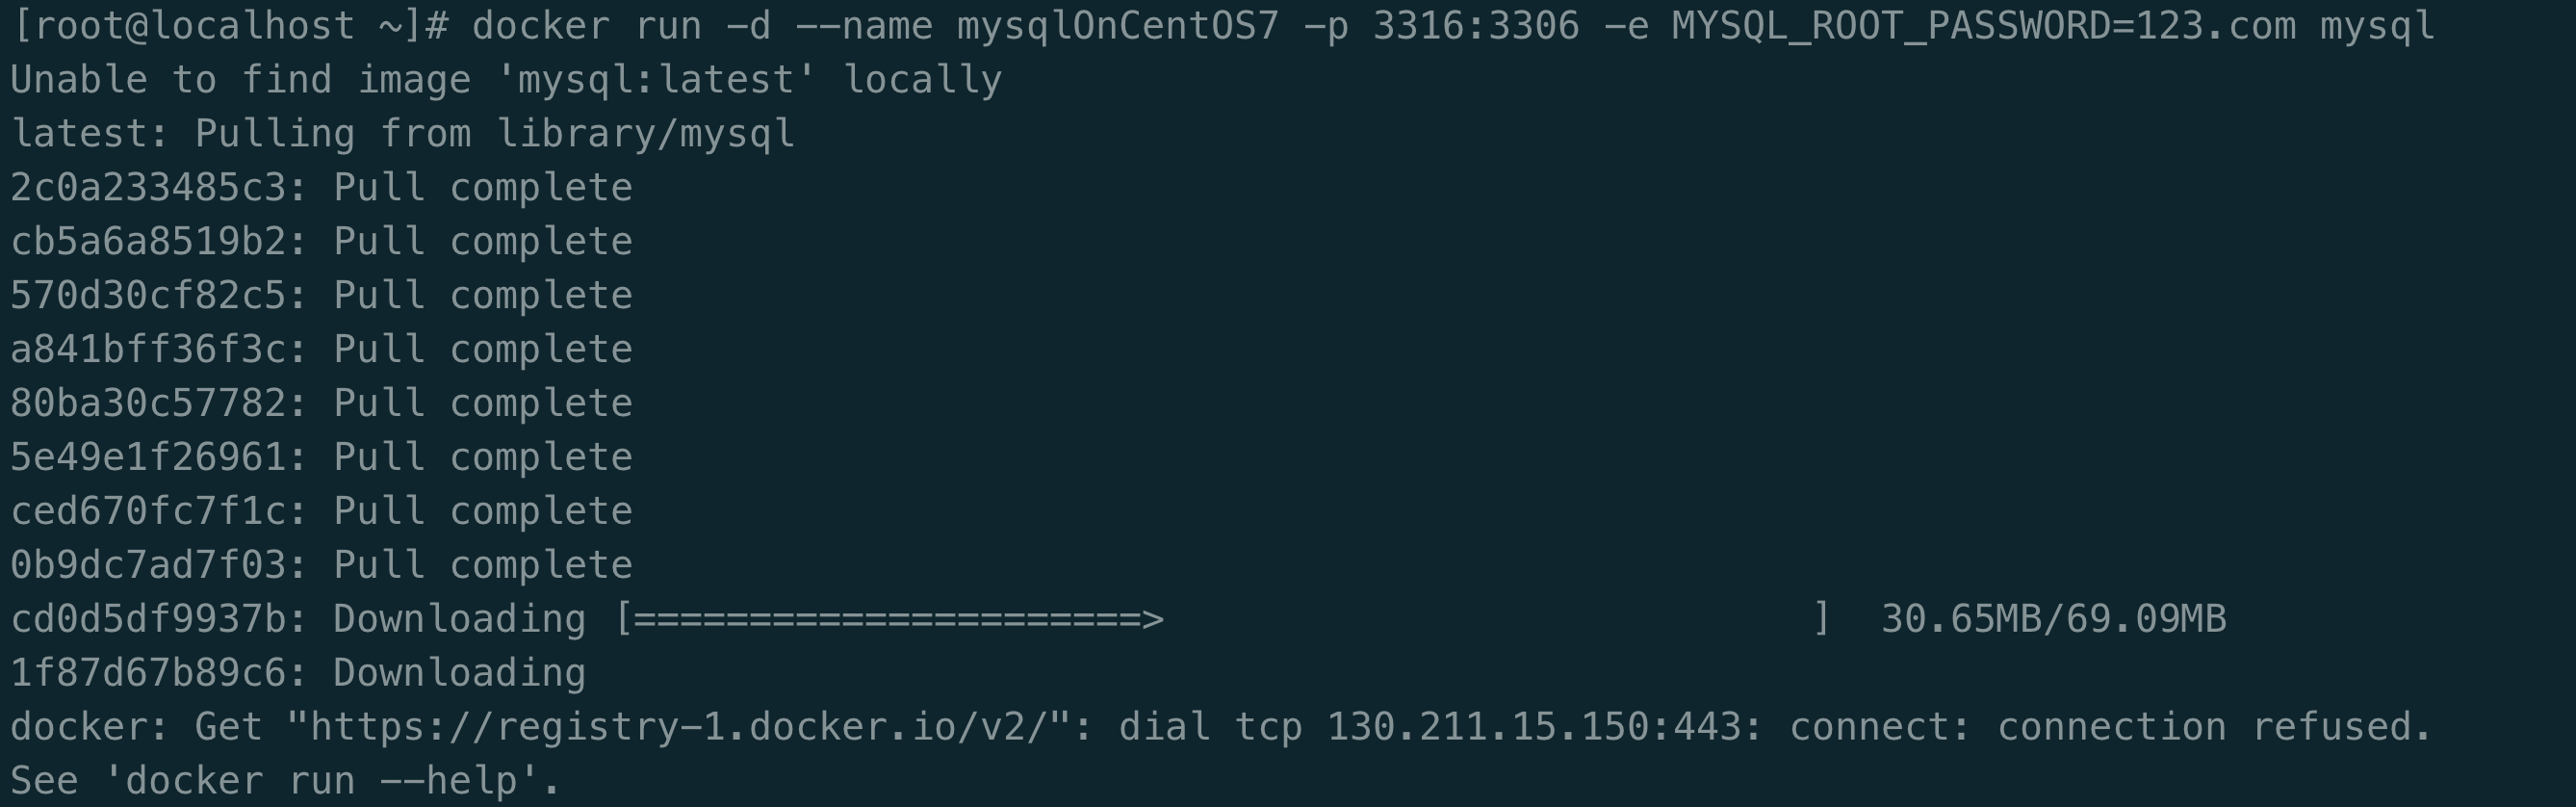 [root@localhost ~]# docker run -d --name mysqlOnCentOS7 -p 3316:3306 -e MYSQL_ROOT_PASSWORD=123.com mysql
Unable to find image 'mysql:latest' locally
latest: Pulling from library/mysql
2c0a233485c3: Pull complete
cb5a6a8519b2: Pull complete
570d30cf82c5: Pull complete
a841bff36f3c: Pull complete
80ba30c57782: Pull complete
5e49e1f26961: Pull complete
ced670fc7f1c: Pull complete
0b9dc7ad7f03: Pull complete
cd0d5df9937b: Downloading [======================>                            ]  30.65MB/69.09MB
1f87d67b89c6: Downloading
docker: Get "https://registry-1.docker.io/v2/": dial tcp 130.211.15.150:443: connect: connection refused.
See 'docker run --help'.